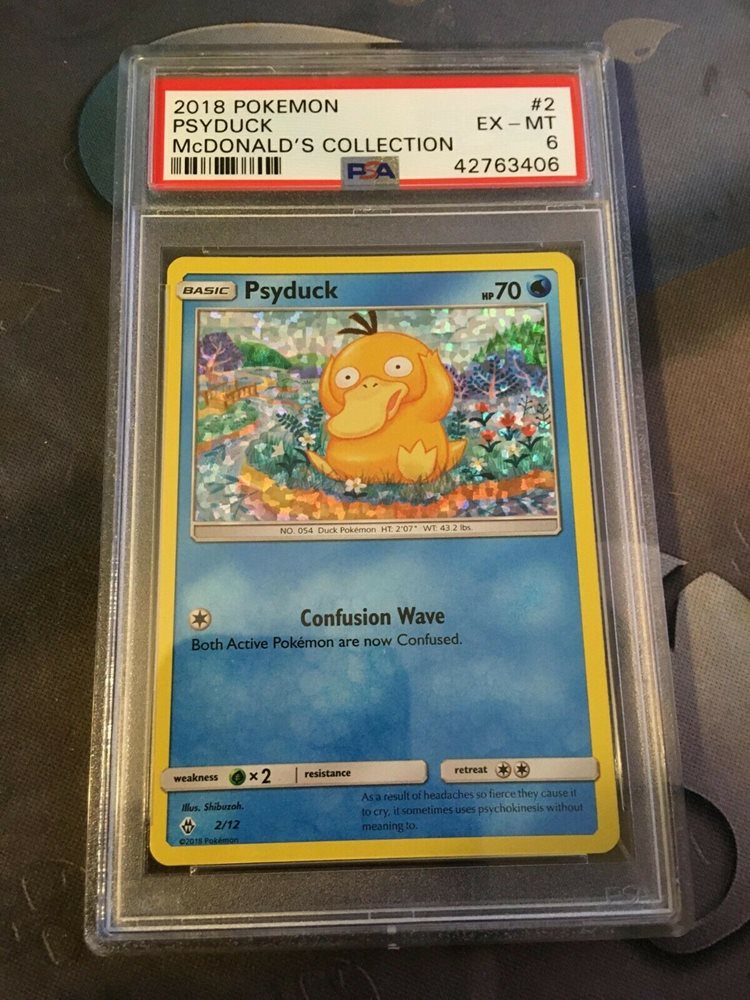 2018 POKEMON #2
PSYDUCK EX – MT
McDONALD'S COLLECTION 6
PSA 42763406
BASIC Psyduck HP 70
NO. 054 Duck Pokémon HT: 2'07" WT: 43.2 lbs.
Confusion Wave
Both Active Pokémon are now Confused.
weakness ×2 resistance retreat
Illus. Shibuzoh.
2/12
©2018 Pokémon
As a result of headaches so fierce they cause it
to cry, it sometimes uses psychokinesis without
meaning to.
PSA